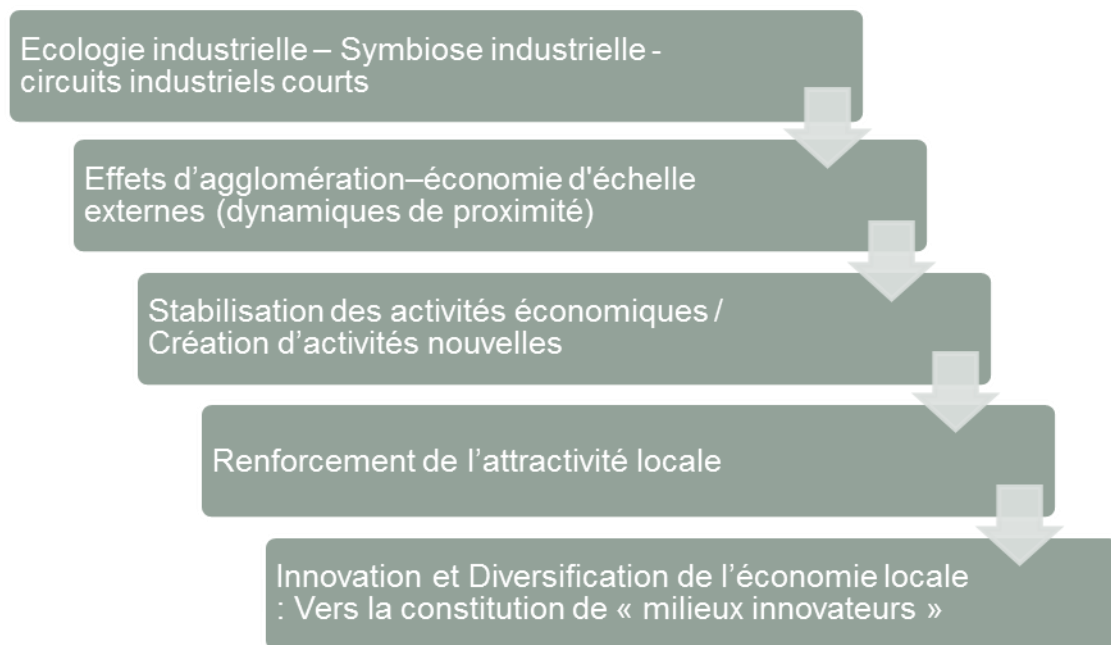 Ecologie industrielle – Symbiose industrielle -
circuits industriels courts
Effets d’agglomération–économie d'échelle
externes (dynamiques de proximité)
Stabilisation des activités économiques /
Création d’activités nouvelles
Renforcement de l’attractivité locale
Innovation et Diversification de l’économie locale
: Vers la constitution de « milieux innovateurs »